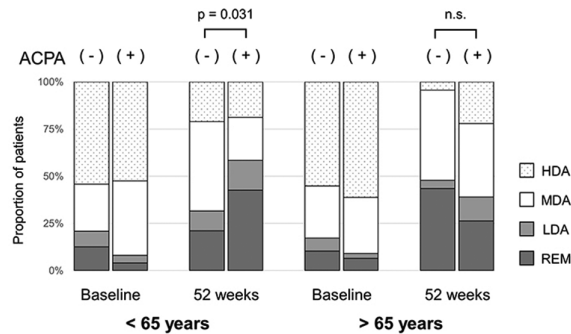 p = 0.031 n.s.
ACPA (-) (+) (-) (+) (-) (+) (-) (+)
100%
75%
50%
25%
0%
Proportion of patients
HDA
MDA
LDA
REM
Baseline 52 weeks Baseline 52 weeks
< 65 years > 65 years